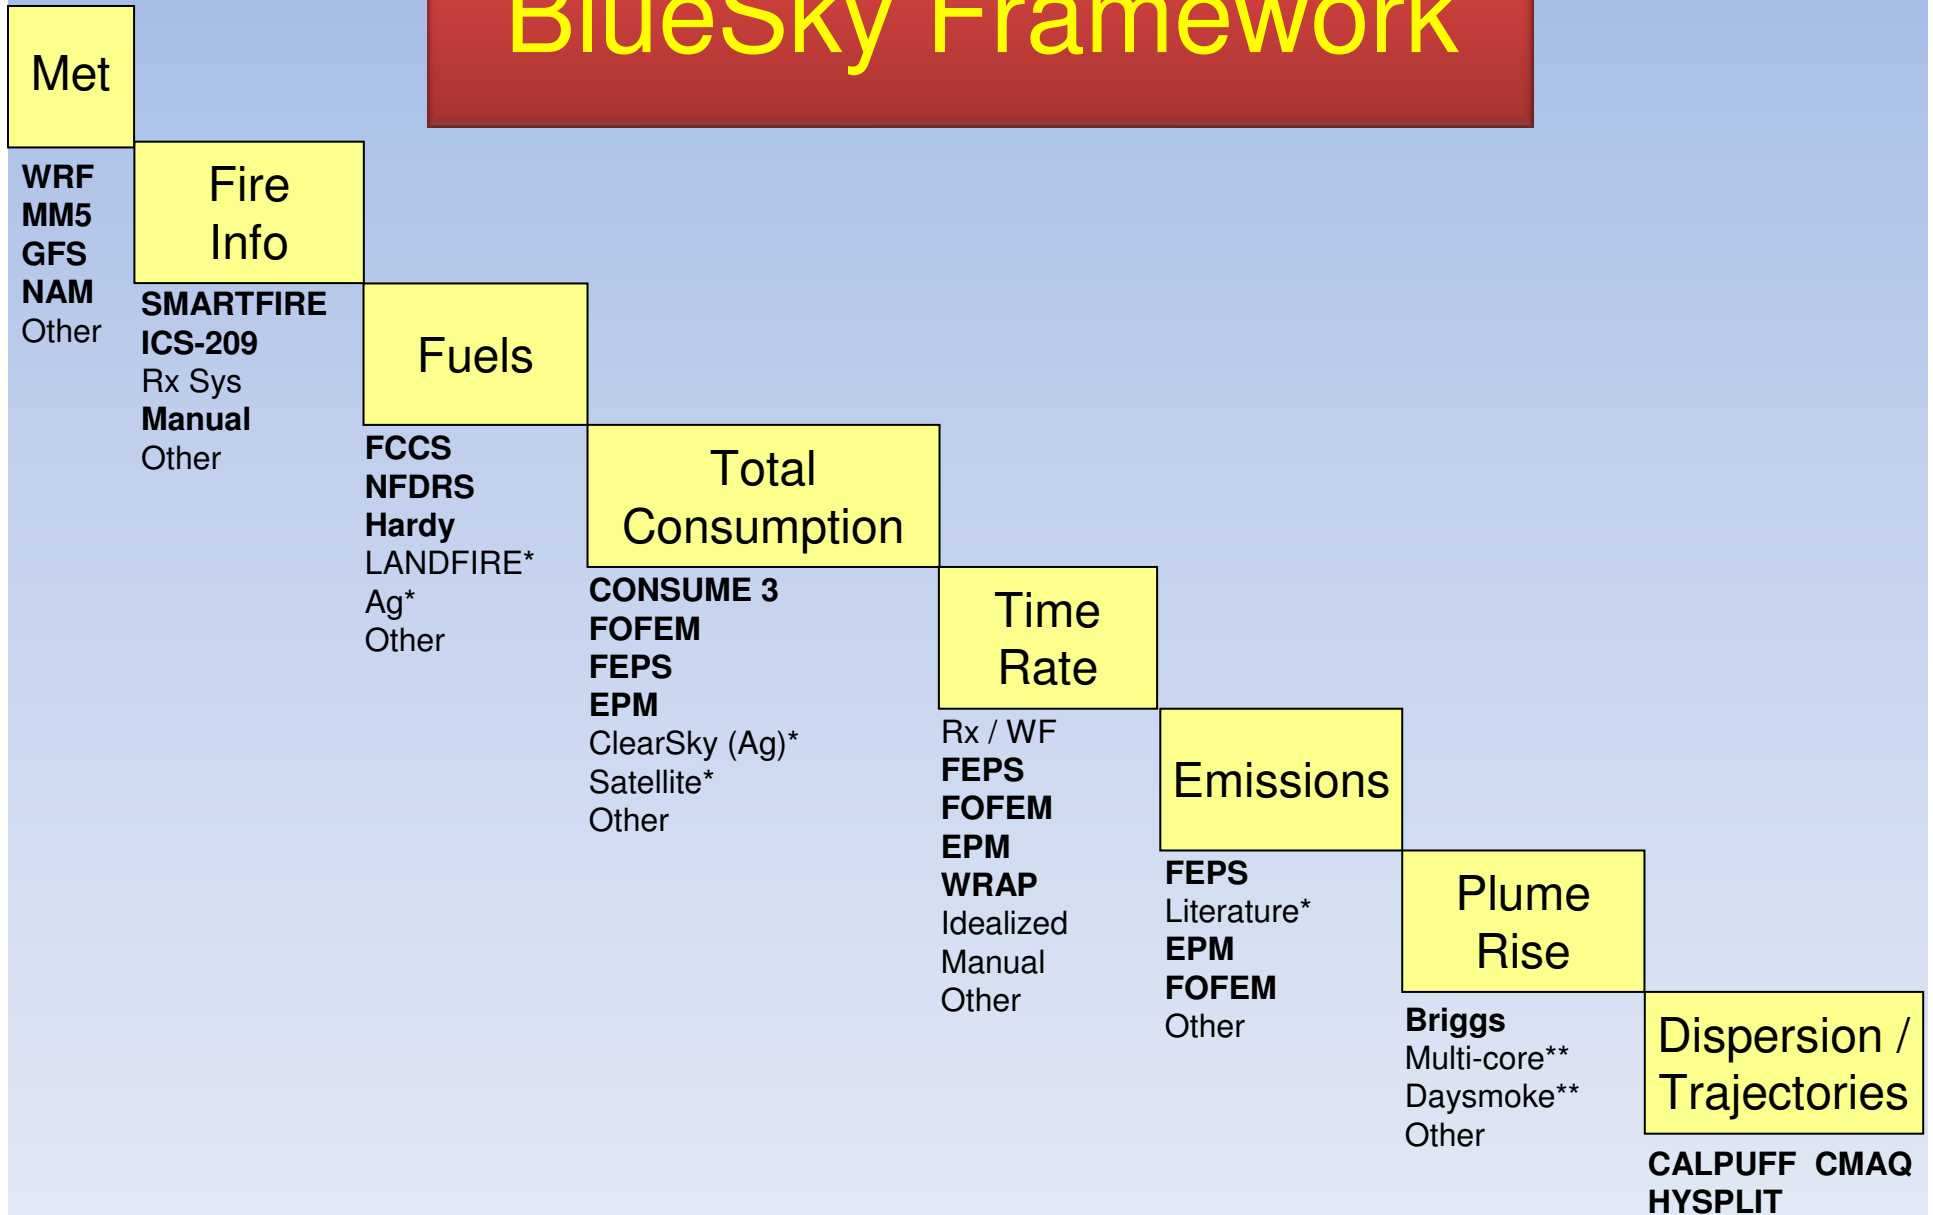 BlueSky Framework
Met
WRF
MM5
GFS
NAM
Other
Fire
Info
SMARTFIRE
ICS-209
Rx Sys
Manual
Other
Fuels
FCCS
NFDRS
Hardy
LANDFIRE*
Ag*
Other
Total
Consumption
CONSUME 3
FOFEM
FEPS
EPM
ClearSky (Ag)*
Satellite*
Other
Time
Rate
Rx / WF
FEPS
FOFEM
EPM
WRAP
Idealized
Manual
Other
Emissions
FEPS
Literature*
EPM
FOFEM
Other
Plume
Rise
Briggs
Multi-core**
Daysmoke**
Other
Dispersion /
Trajectories
CALPUFF CMAQ
HYSPLIT